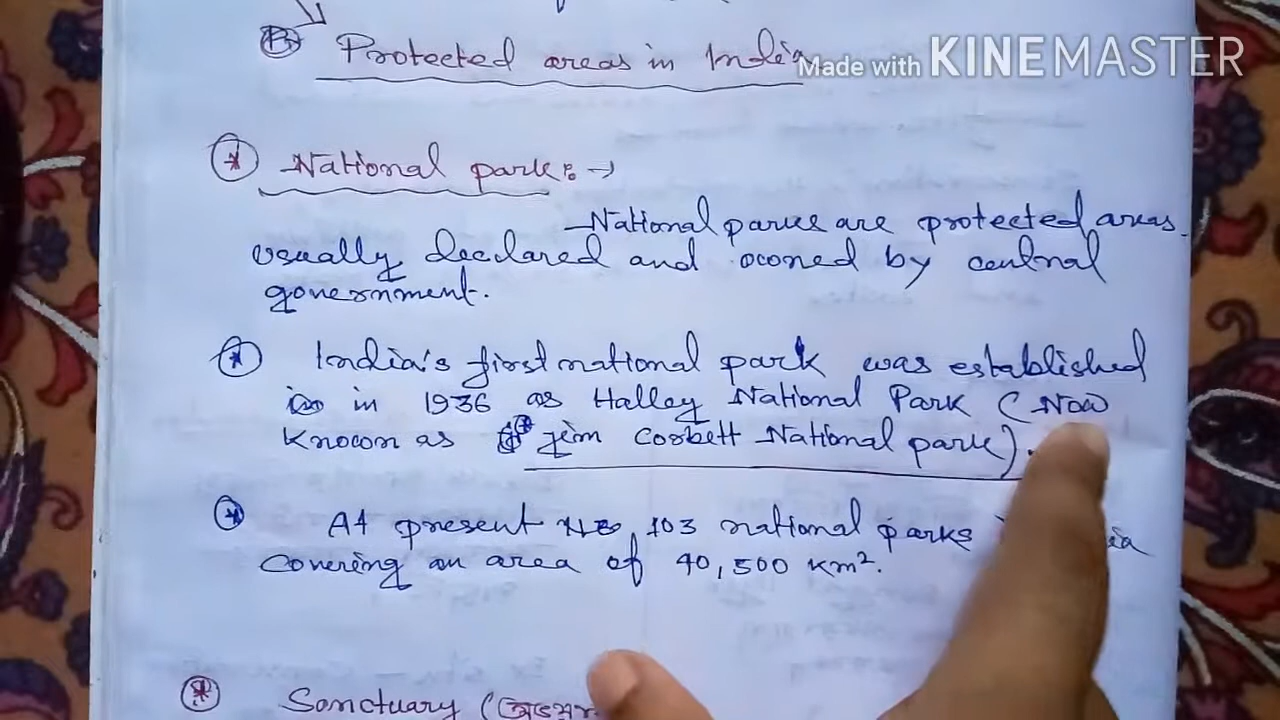 B Protected areas in India
Made with KINEMASTER
National park :→
National parks are protected areas
usually declared and owned by central
government.
India's first national park was established
in 1936 as Halley National Park (Now
Known as Jim Corbett National park).
At present 103 national parks
covering an area of 40,500 km².
Sanctuary (